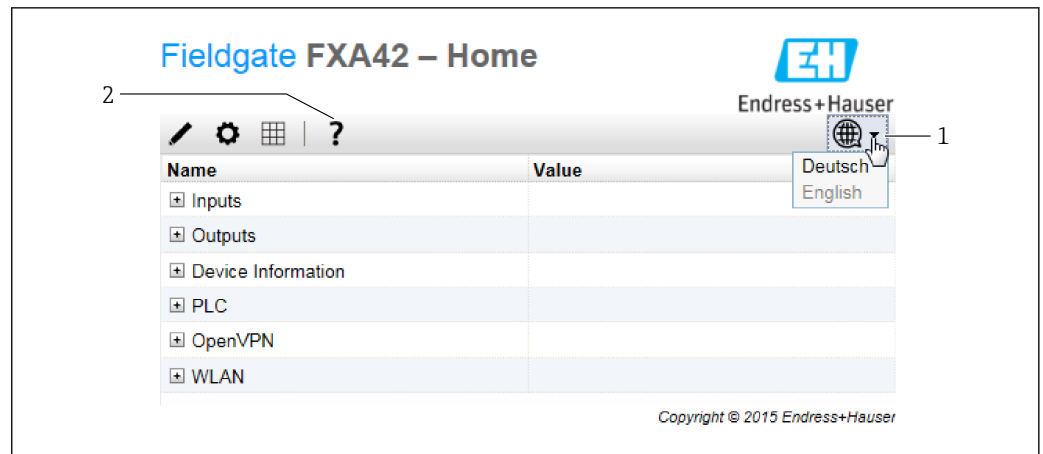 Fieldgate FXA42 – Home
EH
Endress+Hauser
2
?
1
Name Value
Deutsch
English
Inputs
Outputs
Device Information
PLC
OpenVPN
WLAN
Copyright © 2015 Endress+Hauser